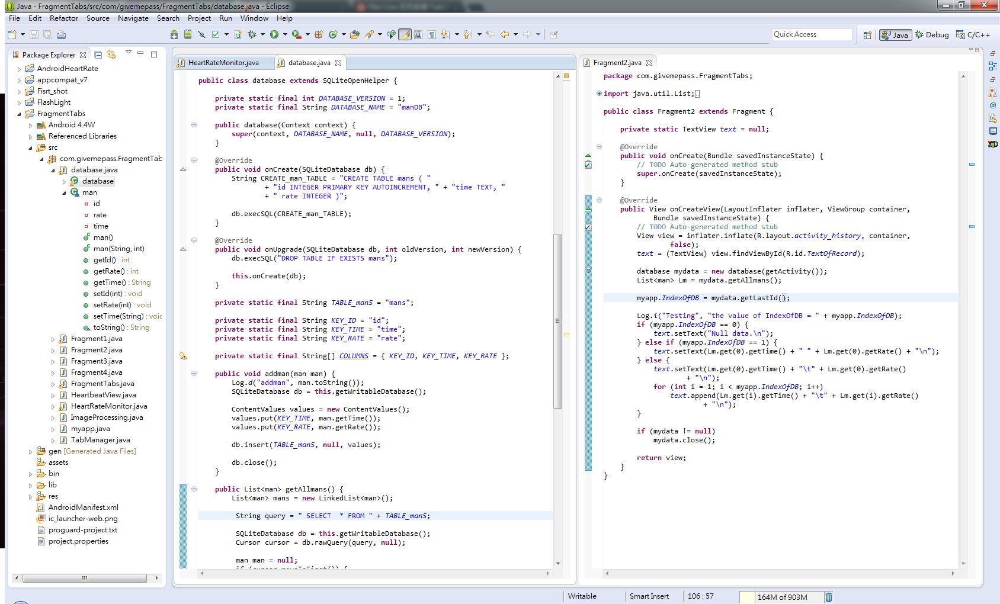 Java - FragmentTabs/src/com/givemepass/FragmentTabs/database.java - Eclipse
File Edit Refactor Source Navigate Search Project Run Window Help
Quick Access
Java Debug C/C++
Package Explorer
AndroidHeartRate
appcompat_v7
Fisrt_shot
FlashLight
FragmentTabs
Android 4.4W
Referenced Libraries
src
com.givemepass.FragmentTab
database.java
database
man
id
rate
time
man()
man(String, int)
getId() : int
getRate() : int
getTime() : String
setId(int) : void
setRate(int) : void
setTime(String) : voic
toString() : String
Fragment1.java
Fragment2.java
Fragment3.java
Fragment4.java
FragmentTabs.java
HeartbeatView.java
HeartRateMonitor.java
ImageProcessing.java
myapp.java
TabManager.java
gen [Generated Java Files]
assets
bin
lib
res
AndroidManifest.xml
ic_launcher-web.png
proguard-project.txt
project.properties
HeartRateMonitor.java
database.java
public class database extends SQLiteOpenHelper {
private static final int DATABASE_VERSION = 1;
private static final String DATABASE_NAME = "manDB";
public database(Context context) {
super(context, DATABASE_NAME, null, DATABASE_VERSION);
}
@Override
public void onCreate(SQLiteDatabase db) {
String CREATE_man_TABLE = "CREATE TABLE mans ( "
+ "id INTEGER PRIMARY KEY AUTOINCREMENT, " + "time TEXT, "
+ " rate INTEGER )";
db.execSQL(CREATE_man_TABLE);
}
@Override
public void onUpgrade(SQLiteDatabase db, int oldVersion, int newVersion) {
db.execSQL("DROP TABLE IF EXISTS mans");
this.onCreate(db);
}
private static final String TABLE_manS = "mans";
private static final String KEY_ID = "id";
private static final String KEY_TIME = "time";
private static final String KEY_RATE = "rate";
private static final String[] COLUMNS = { KEY_ID, KEY_TIME, KEY_RATE };
public void addman(man man) {
Log.d("addman", man.toString());
SQLiteDatabase db = this.getWritableDatabase();
ContentValues values = new ContentValues();
values.put(KEY_TIME, man.getTime());
values.put(KEY_RATE, man.getRate());
db.insert(TABLE_manS, null, values);
db.close();
}
public List<man> getAllmans() {
List<man> mans = new LinkedList<man>();
String query = " SELECT  * FROM " + TABLE_manS;
SQLiteDatabase db = this.getWritableDatabase();
Cursor cursor = db.rawQuery(query, null);
man man = null;
if (cursor.moveToFirst()) {
Fragment2.java
package com.givemepass.FragmentTabs;
import java.util.List;
public class Fragment2 extends Fragment {
private static TextView text = null;
@Override
public void onCreate(Bundle savedInstanceState) {
// TODO Auto-generated method stub
super.onCreate(savedInstanceState);
}
@Override
public View onCreateView(LayoutInflater inflater, ViewGroup container,
Bundle savedInstanceState) {
// TODO Auto-generated method stub
View view = inflater.inflate(R.layout.activity_history, container,
false);
text = (TextView) view.findViewById(R.id.TextOfRecord);
database mydata = new database(getActivity());
List<man> Lm = mydata.getAllmans();
myapp.IndexOfDB = mydata.getLastId();
Log.i("Testing", "the value of IndexOfDB = " + myapp.IndexOfDB);
if (myapp.IndexOfDB == 0) {
text.setText("Null data.\n");
} else if (myapp.IndexOfDB == 1) {
text.setText(Lm.get(0).getTime() + " " + Lm.get(0).getRate() + "\n");
} else {
text.setText(Lm.get(0).getTime() + "\t" + Lm.get(0).getRate()
+ "\n");
for (int i = 1; i < myapp.IndexOfDB; i++)
text.append(Lm.get(i).getTime() + "\t" + Lm.get(i).getRate()
+ "\n");
}
if (mydata != null)
mydata.close();
return view;
}
}
Writable
Smart Insert
106 : 57
164M of 903M